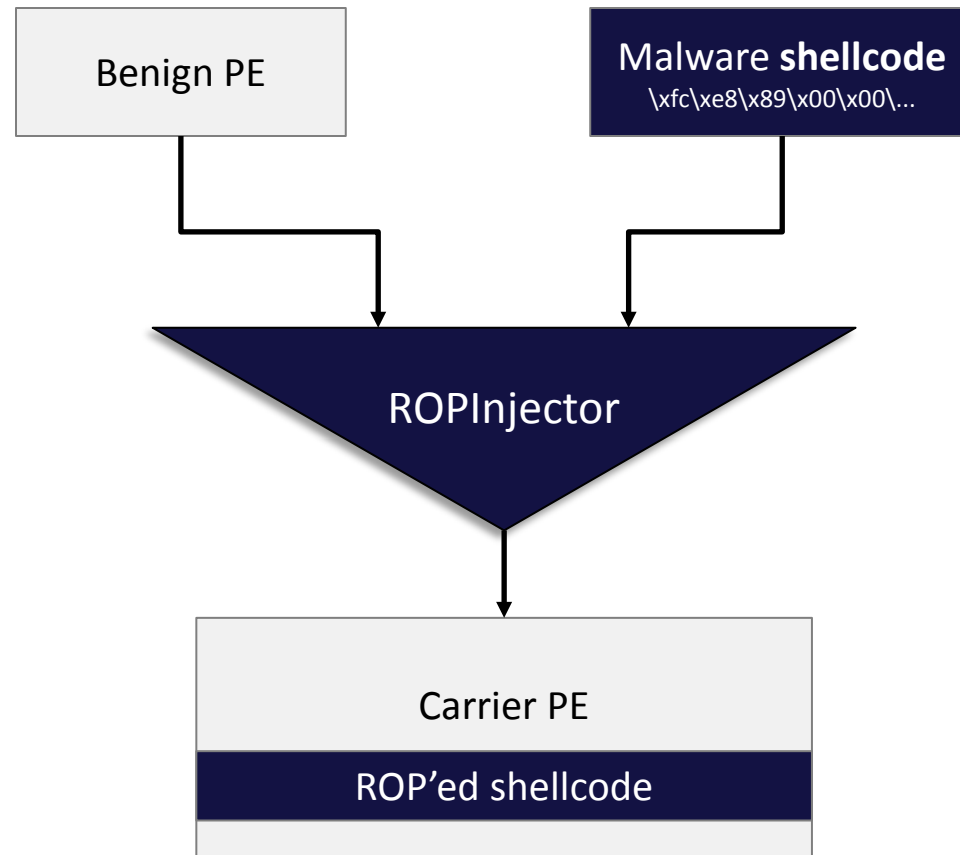 Benign PE
Malware shellcode
\xfc\xe8\x89\x00\x00\...
ROPInjector
Carrier PE
ROP’ed shellcode